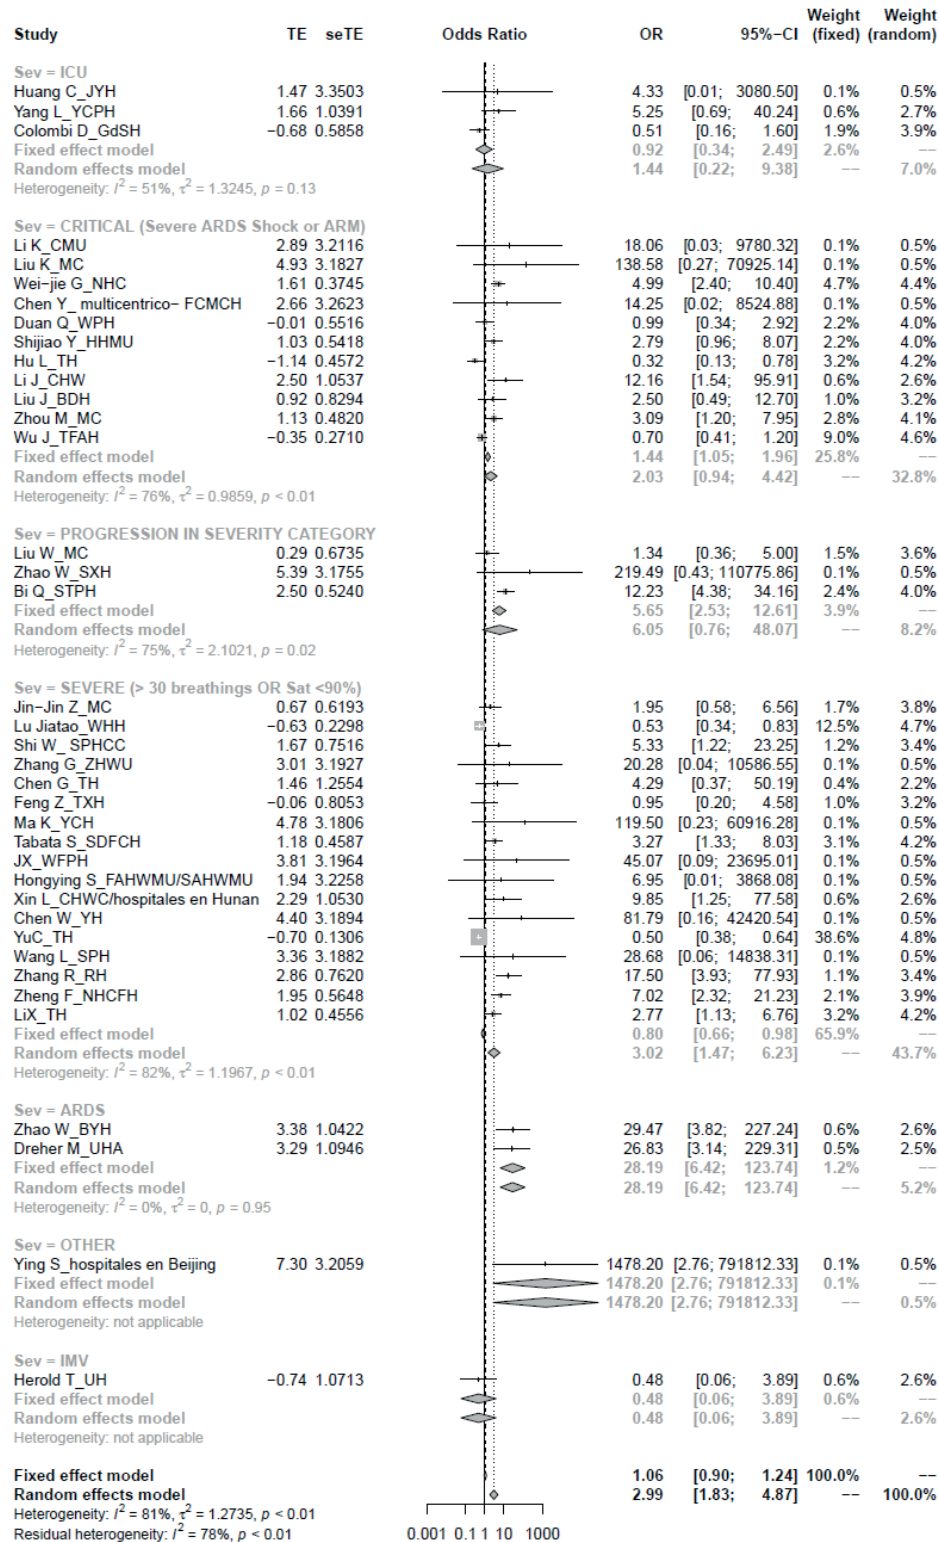 Weight Weight
Study TE seTE Odds Ratio OR 95%−CI (fixed) (random)
Sev = ICU
Huang C_JYH 1.47 3.3503 4.33 [0.01; 3080.50] 0.1% 0.5%
Yang L_YCPH 1.66 1.0391 5.25 [0.69; 40.24] 0.6% 2.7%
Colombi D_GdSH −0.68 0.5858 0.51 [0.16; 1.60] 1.9% 3.9%
Fixed effect model 0.92 [0.34; 2.49] 2.6% −−
Random effects model 1.44 [0.22; 9.38] −− 7.0%
Heterogeneity: I² = 51%, τ² = 1.3245, p = 0.13
Sev = CRITICAL (Severe ARDS Shock or ARM)
Li K_CMU 2.89 3.2116 18.06 [0.03; 9780.32] 0.1% 0.5%
Liu K_MC 4.93 3.1827 138.58 [0.27; 70925.14] 0.1% 0.5%
Wei−jie G_NHC 1.61 0.3745 4.99 [2.40; 10.40] 4.7% 4.4%
Chen Y_ multicentrico− FCMCH 2.66 3.2623 14.25 [0.02; 8524.88] 0.1% 0.5%
Duan Q_WPH −0.01 0.5516 0.99 [0.34; 2.92] 2.2% 4.0%
Shijiao Y_HHMU 1.03 0.5418 2.79 [0.96; 8.07] 2.2% 4.0%
Hu L_TH −1.14 0.4572 0.32 [0.13; 0.78] 3.2% 4.2%
Li J_CHW 2.50 1.0537 12.16 [1.54; 95.91] 0.6% 2.6%
Liu J_BDH 0.92 0.8294 2.50 [0.49; 12.70] 1.0% 3.2%
Zhou M_MC 1.13 0.4820 3.09 [1.20; 7.95] 2.8% 4.1%
Wu J_TFAH −0.35 0.2710 0.70 [0.41; 1.20] 9.0% 4.6%
Fixed effect model 1.44 [1.05; 1.96] 25.8% −−
Random effects model 2.03 [0.94; 4.42] −− 32.8%
Heterogeneity: I² = 76%, τ² = 0.9859, p < 0.01
Sev = PROGRESSION IN SEVERITY CATEGORY
Liu W_MC 0.29 0.6735 1.34 [0.36; 5.00] 1.5% 3.6%
Zhao W_SXH 5.39 3.1755 219.49 [0.43; 110775.86] 0.1% 0.5%
Bi Q_STPH 2.50 0.5240 12.23 [4.38; 34.16] 2.4% 4.0%
Fixed effect model 5.65 [2.53; 12.61] 3.9% −−
Random effects model 6.05 [0.76; 48.07] −− 8.2%
Heterogeneity: I² = 75%, τ² = 2.1021, p = 0.02
Sev = SEVERE (> 30 breathings OR Sat <90%)
Jin−Jin Z_MC 0.67 0.6193 1.95 [0.58; 6.56] 1.7% 3.8%
Lu Jiatao_WHH −0.63 0.2298 0.53 [0.34; 0.83] 12.5% 4.7%
Shi W_ SPHCC 1.67 0.7516 5.33 [1.22; 23.25] 1.2% 3.4%
Zhang G_ZHWU 3.01 3.1927 20.28 [0.04; 10586.55] 0.1% 0.5%
Chen G_TH 1.46 1.2554 4.29 [0.37; 50.19] 0.4% 2.2%
Feng Z_TXH −0.06 0.8053 0.95 [0.20; 4.58] 1.0% 3.2%
Ma K_YCH 4.78 3.1806 119.50 [0.23; 60916.28] 0.1% 0.5%
Tabata S_SDFCH 1.18 0.4587 3.27 [1.33; 8.03] 3.1% 4.2%
JX_WFPH 3.81 3.1964 45.07 [0.09; 23695.01] 0.1% 0.5%
Hongying S_FAHWMU/SAHWMU 1.94 3.2258 6.95 [0.01; 3868.08] 0.1% 0.5%
Xin L_CHWC/hospitales en Hunan 2.29 1.0530 9.85 [1.25; 77.58] 0.6% 2.6%
Chen W_YH 4.40 3.1894 81.79 [0.16; 42420.54] 0.1% 0.5%
YuC_TH −0.70 0.1306 0.50 [0.38; 0.64] 38.6% 4.8%
Wang L_SPH 3.36 3.1882 28.68 [0.06; 14838.31] 0.1% 0.5%
Zhang R_RH 2.86 0.7620 17.50 [3.93; 77.93] 1.1% 3.4%
Zheng F_NHCFH 1.95 0.5648 7.02 [2.32; 21.23] 2.1% 3.9%
LiX_TH 1.02 0.4556 2.77 [1.13; 6.76] 3.2% 4.2%
Fixed effect model 0.80 [0.66; 0.98] 65.9% −−
Random effects model 3.02 [1.47; 6.23] −− 43.7%
Heterogeneity: I² = 82%, τ² = 1.1967, p < 0.01
Sev = ARDS
Zhao W_BYH 3.38 1.0422 29.47 [3.82; 227.24] 0.6% 2.6%
Dreher M_UHA 3.29 1.0946 26.83 [3.14; 229.31] 0.5% 2.5%
Fixed effect model 28.19 [6.42; 123.74] 1.2% −−
Random effects model 28.19 [6.42; 123.74] −− 5.2%
Heterogeneity: I² = 0%, τ² = 0, p = 0.95
Sev = OTHER
Ying S_hospitales en Beijing 7.30 3.2059 1478.20 [2.76; 791812.33] 0.1% 0.5%
Fixed effect model 1478.20 [2.76; 791812.33] 0.1% −−
Random effects model 1478.20 [2.76; 791812.33] −− 0.5%
Heterogeneity: not applicable
Sev = IMV
Herold T_UH −0.74 1.0713 0.48 [0.06; 3.89] 0.6% 2.6%
Fixed effect model 0.48 [0.06; 3.89] 0.6% −−
Random effects model 0.48 [0.06; 3.89] −− 2.6%
Heterogeneity: not applicable
Fixed effect model 1.06 [0.90; 1.24] 100.0% −−
Random effects model 2.99 [1.83; 4.87] −− 100.0%
Heterogeneity: I² = 81%, τ² = 1.2735, p < 0.01
Residual heterogeneity: I² = 78%, p < 0.01 0.001 0.1 1 10 1000